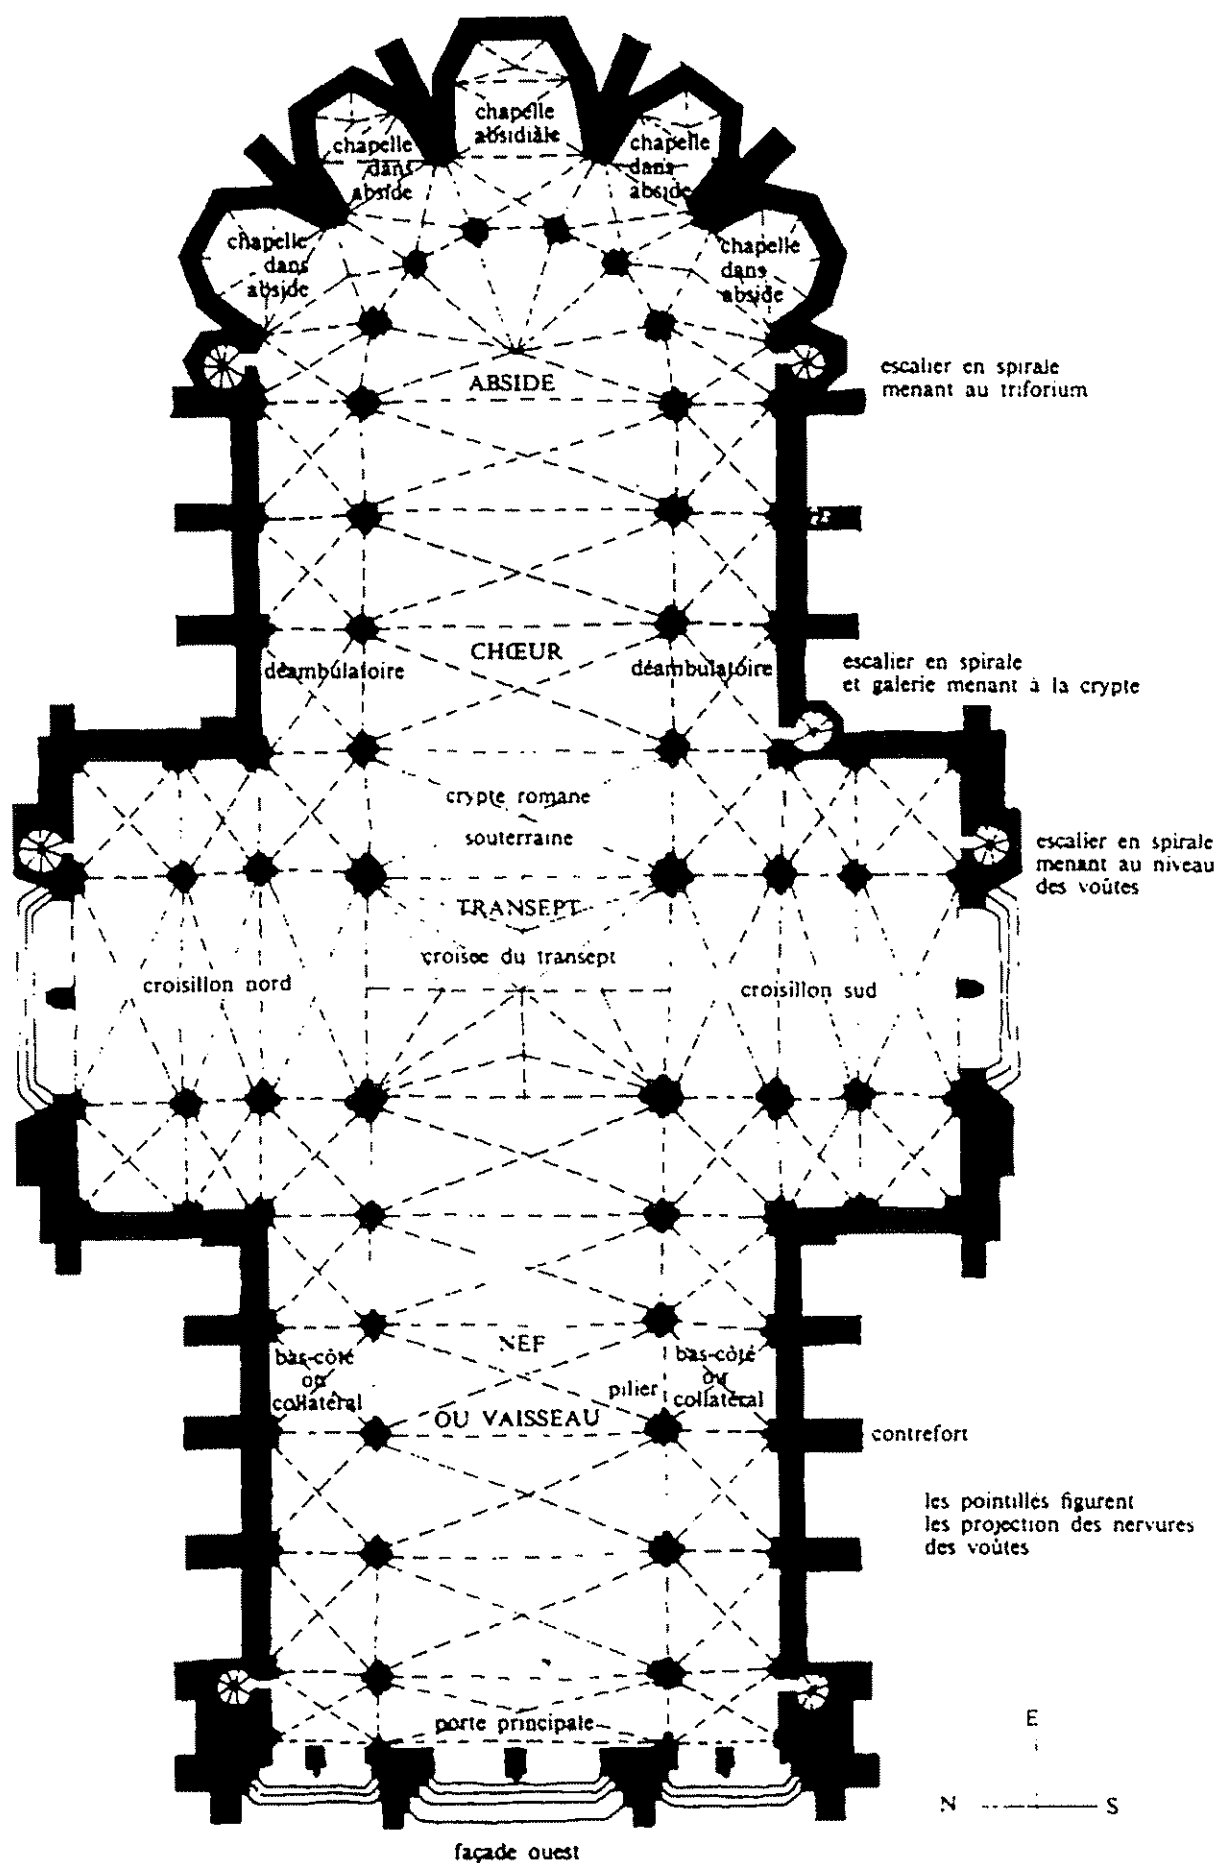 chapelle
absidiale
chapelle
dans
abside
chapelle
dans
abside
chapelle
dans
abside
chapelle
dans
abside
ABSIDE
escalier en spirale
menant au triforium
CHŒUR
déambulatoire
déambulatoire
escalier en spirale
et galerie menant à la crypte
crypte romane
souterraine
escalier en spirale
menant au niveau
des voûtes
TRANSEPT
croisée du transept
croisillon nord
croisillon sud
NEF
OU VAISSEAU
bas-côté
ou
collatéral
bas-côté
ou
collatéral
pilier
contrefort
les pointillés figurent
les projection des nervures
des voûtes
porte principale
E
N
S
façade ouest